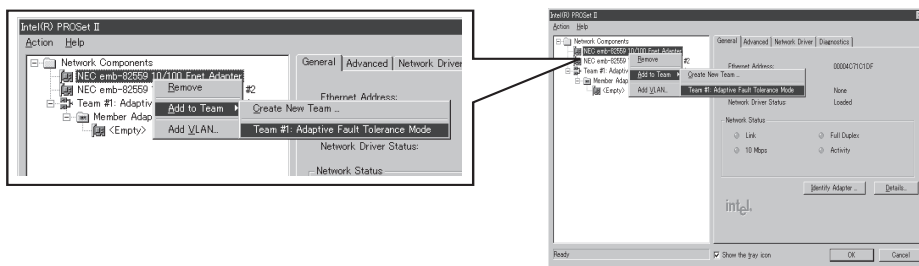 Intel(R) PROSet II
Action Help
Network Components
NEC emb-82559 10/100 Enet Adapter
NEC emb-82559 #2
Team #1: Adaptiv
Member Adap
<Empty>
Remove
Add to Team
Add VLAN..
Create New Team ..
Team #1: Adaptive Fault Tolerance Mode
General Advanced Network Driver
Ethernet Address:
Network Driver Status:
Network Status
Intel(R) PROSet II
Action Help
Network Components
NEC emb-82559 10/100 Enet Adapter
NEC emb-82559 #2
Team #1: Adaptiv
Member Adap
<Empty>
Remove
Add to Team
Add VLAN..
Create New Team ..
Team #1: Adaptive Fault Tolerance Mode
General Advanced Network Driver Diagnostics
Ethernet Address: 00004C71C1DF
None
Network Driver Status Loaded
Network Status
Link Full Duplex
10 Mbps Activity
Identify Adapter ... Details..
intel.
Ready
Show the tray icon
OK Cancel